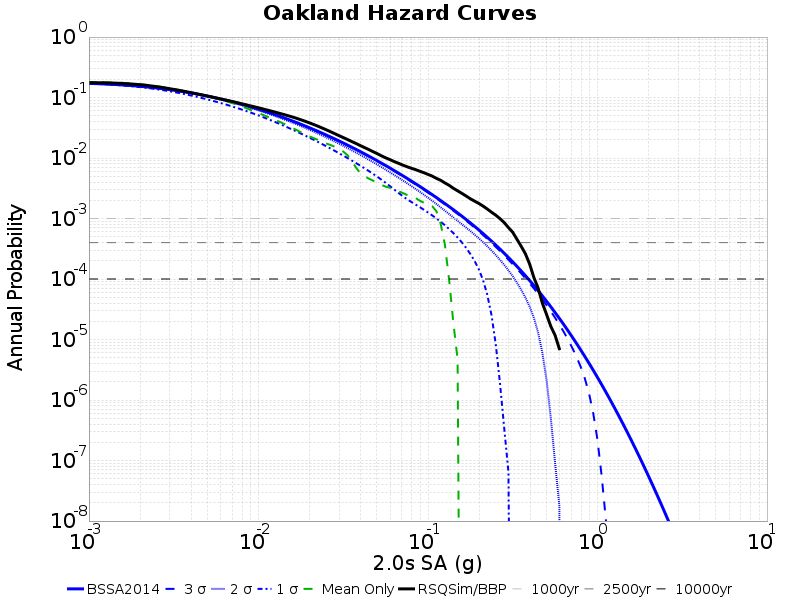 Oakland Hazard Curves
10^0
10^-1
10^-2
10^-3
10^-4
10^-5
10^-6
10^-7
10^-8
Annual Probability
10^-3 10^-2 10^-1 10^0 10^1
2.0s SA (g)
BSSA2014 3 σ 2 σ 1 σ Mean Only RSQSim/BBP 1000yr 2500yr 10000yr